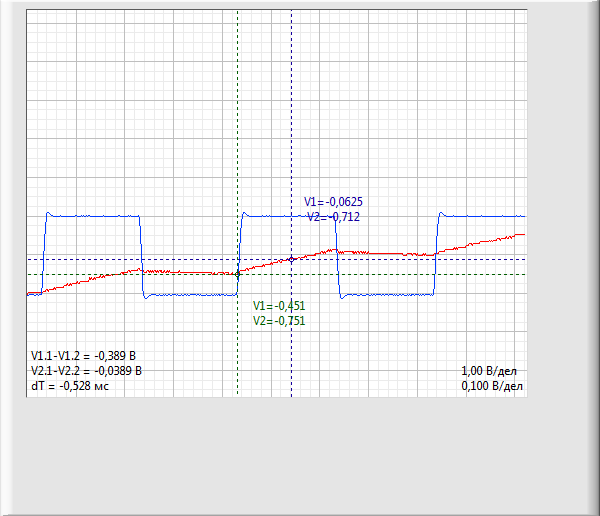 V1=-0,0625
V2=-0,712
V1=-0,451
V2=-0,751
V1.1-V1.2 = -0,389 В
V2.1-V2.2 = -0,0389 В
dT = -0,528 мс
1,00 В/дел
0,100 В/дел